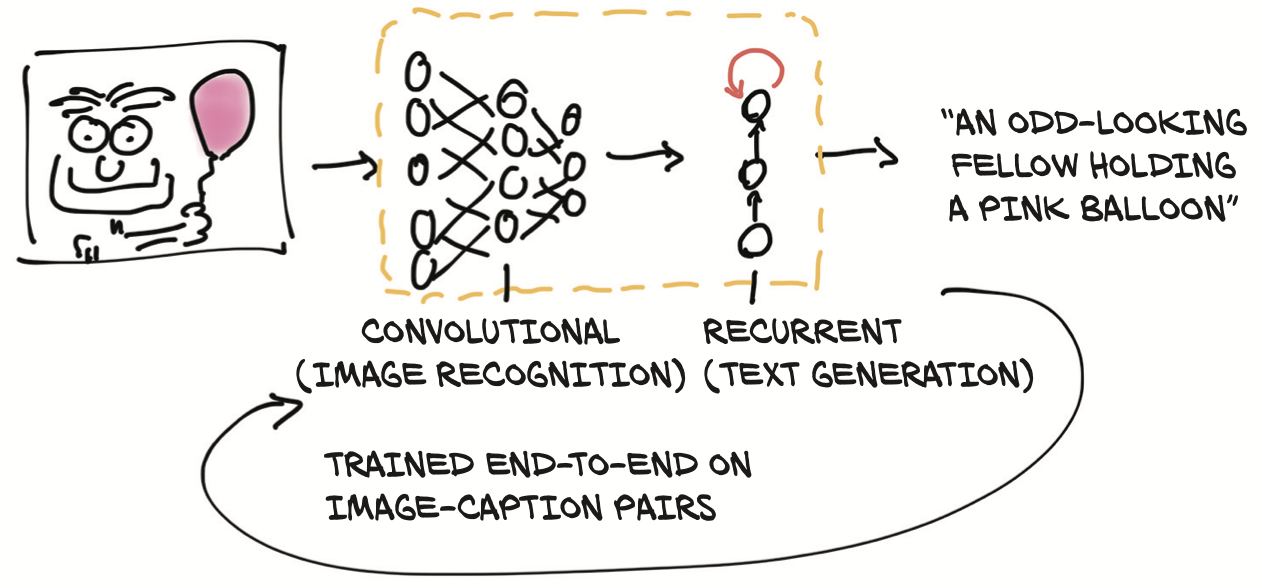 "AN ODD-LOOKING
FELLOW HOLDING
A PINK BALLOON"
CONVOLUTIONAL
(IMAGE RECOGNITION)
RECURRENT
(TEXT GENERATION)
TRAINED END-TO-END ON
IMAGE-CAPTION PAIRS